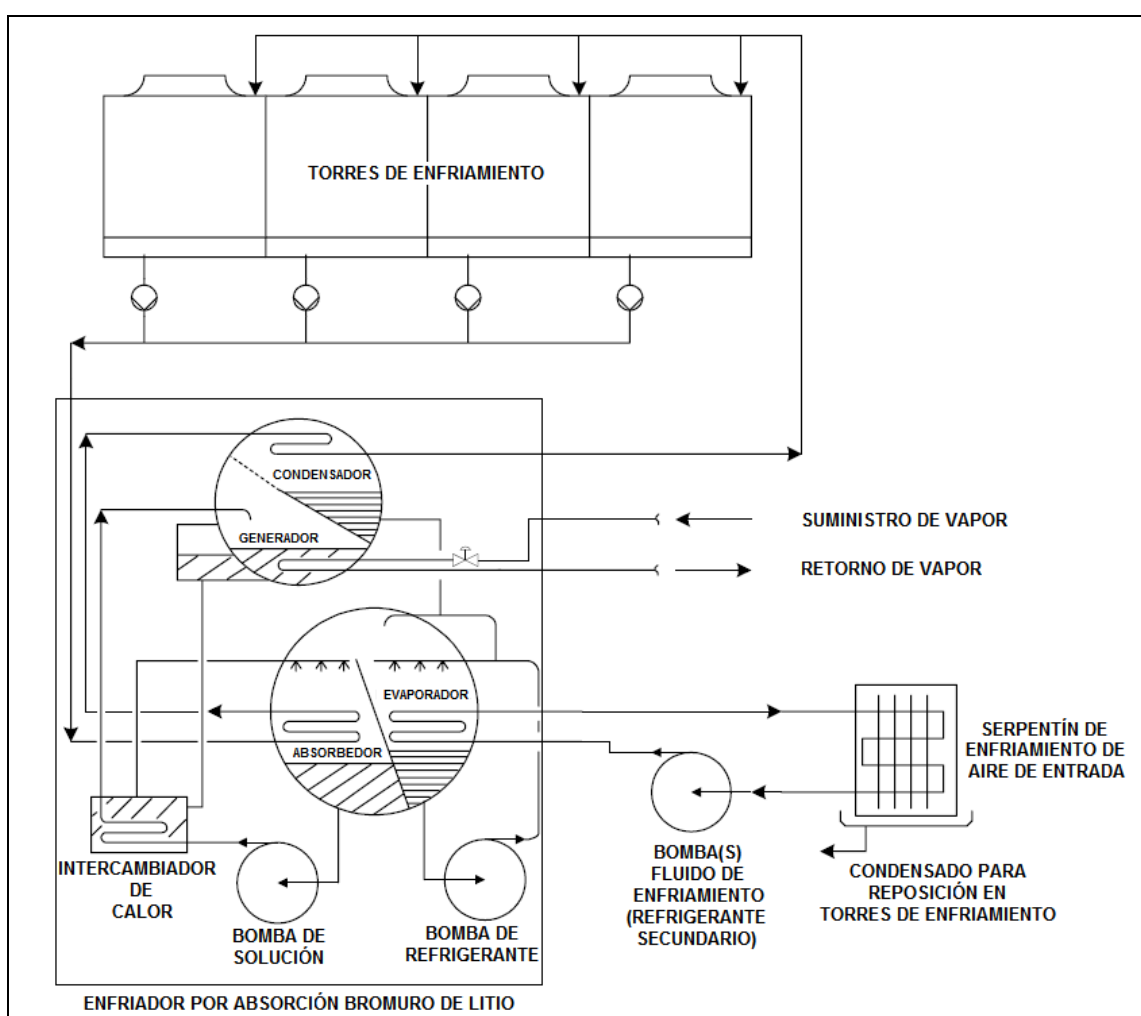 TORRES DE ENFRIAMIENTO
CONDENSADOR
GENERADOR
SUMINISTRO DE VAPOR
RETORNO DE VAPOR
EVAPORADOR
ABSORBEDOR
SERPENTÍN DE
ENFRIAMIENTO DE
AIRE DE ENTRADA
INTERCAMBIADOR
DE
CALOR
BOMBA DE
SOLUCIÓN
BOMBA DE
REFRIGERANTE
BOMBA(S)
FLUIDO DE
ENFRIAMIENTO
(REFRIGERANTE
SECUNDARIO)
CONDENSADO PARA
REPOSICIÓN EN
TORRES DE ENFRIAMIENTO
ENFRIADOR POR ABSORCIÓN BROMURO DE LITIO